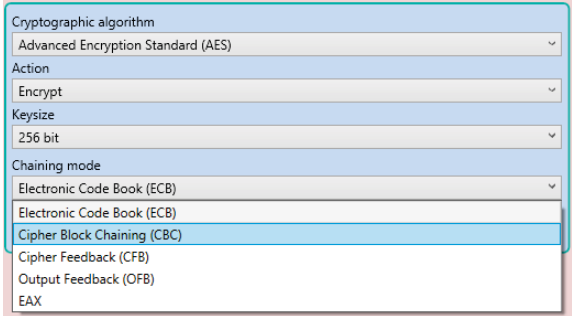 Cryptographic algorithm
Advanced Encryption Standard (AES)
Action
Encrypt
Keysize
256 bit
Chaining mode
Electronic Code Book (ECB)
Electronic Code Book (ECB)
Cipher Block Chaining (CBC)
Cipher Feedback (CFB)
Output Feedback (OFB)
EAX